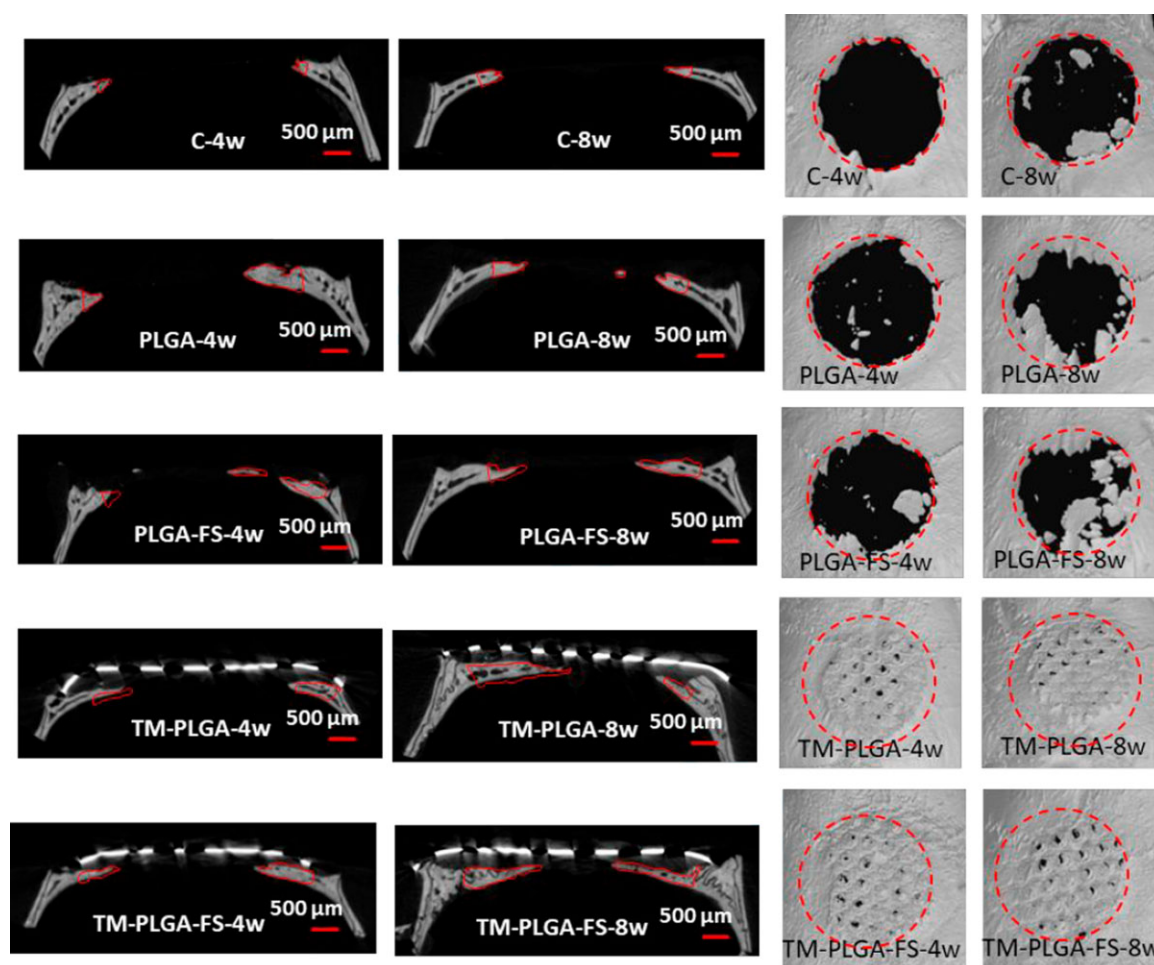 500 µm
C-4w
500 µm
C-8w
C-4w
C-8w
500 µm
PLGA-4w
500 µm
PLGA-8w
PLGA-4w
PLGA-8w
500 µm
PLGA-FS-4w
500 µm
PLGA-FS-8w
PLGA-FS-4w
PLGA-FS-8w
500 µm
TM-PLGA-4w
500 µm
TM-PLGA-8w
TM-PLGA-4w
TM-PLGA-8w
500 µm
TM-PLGA-FS-4w
500 µm
TM-PLGA-FS-8w
TM-PLGA-FS-4w
TM-PLGA-FS-8w